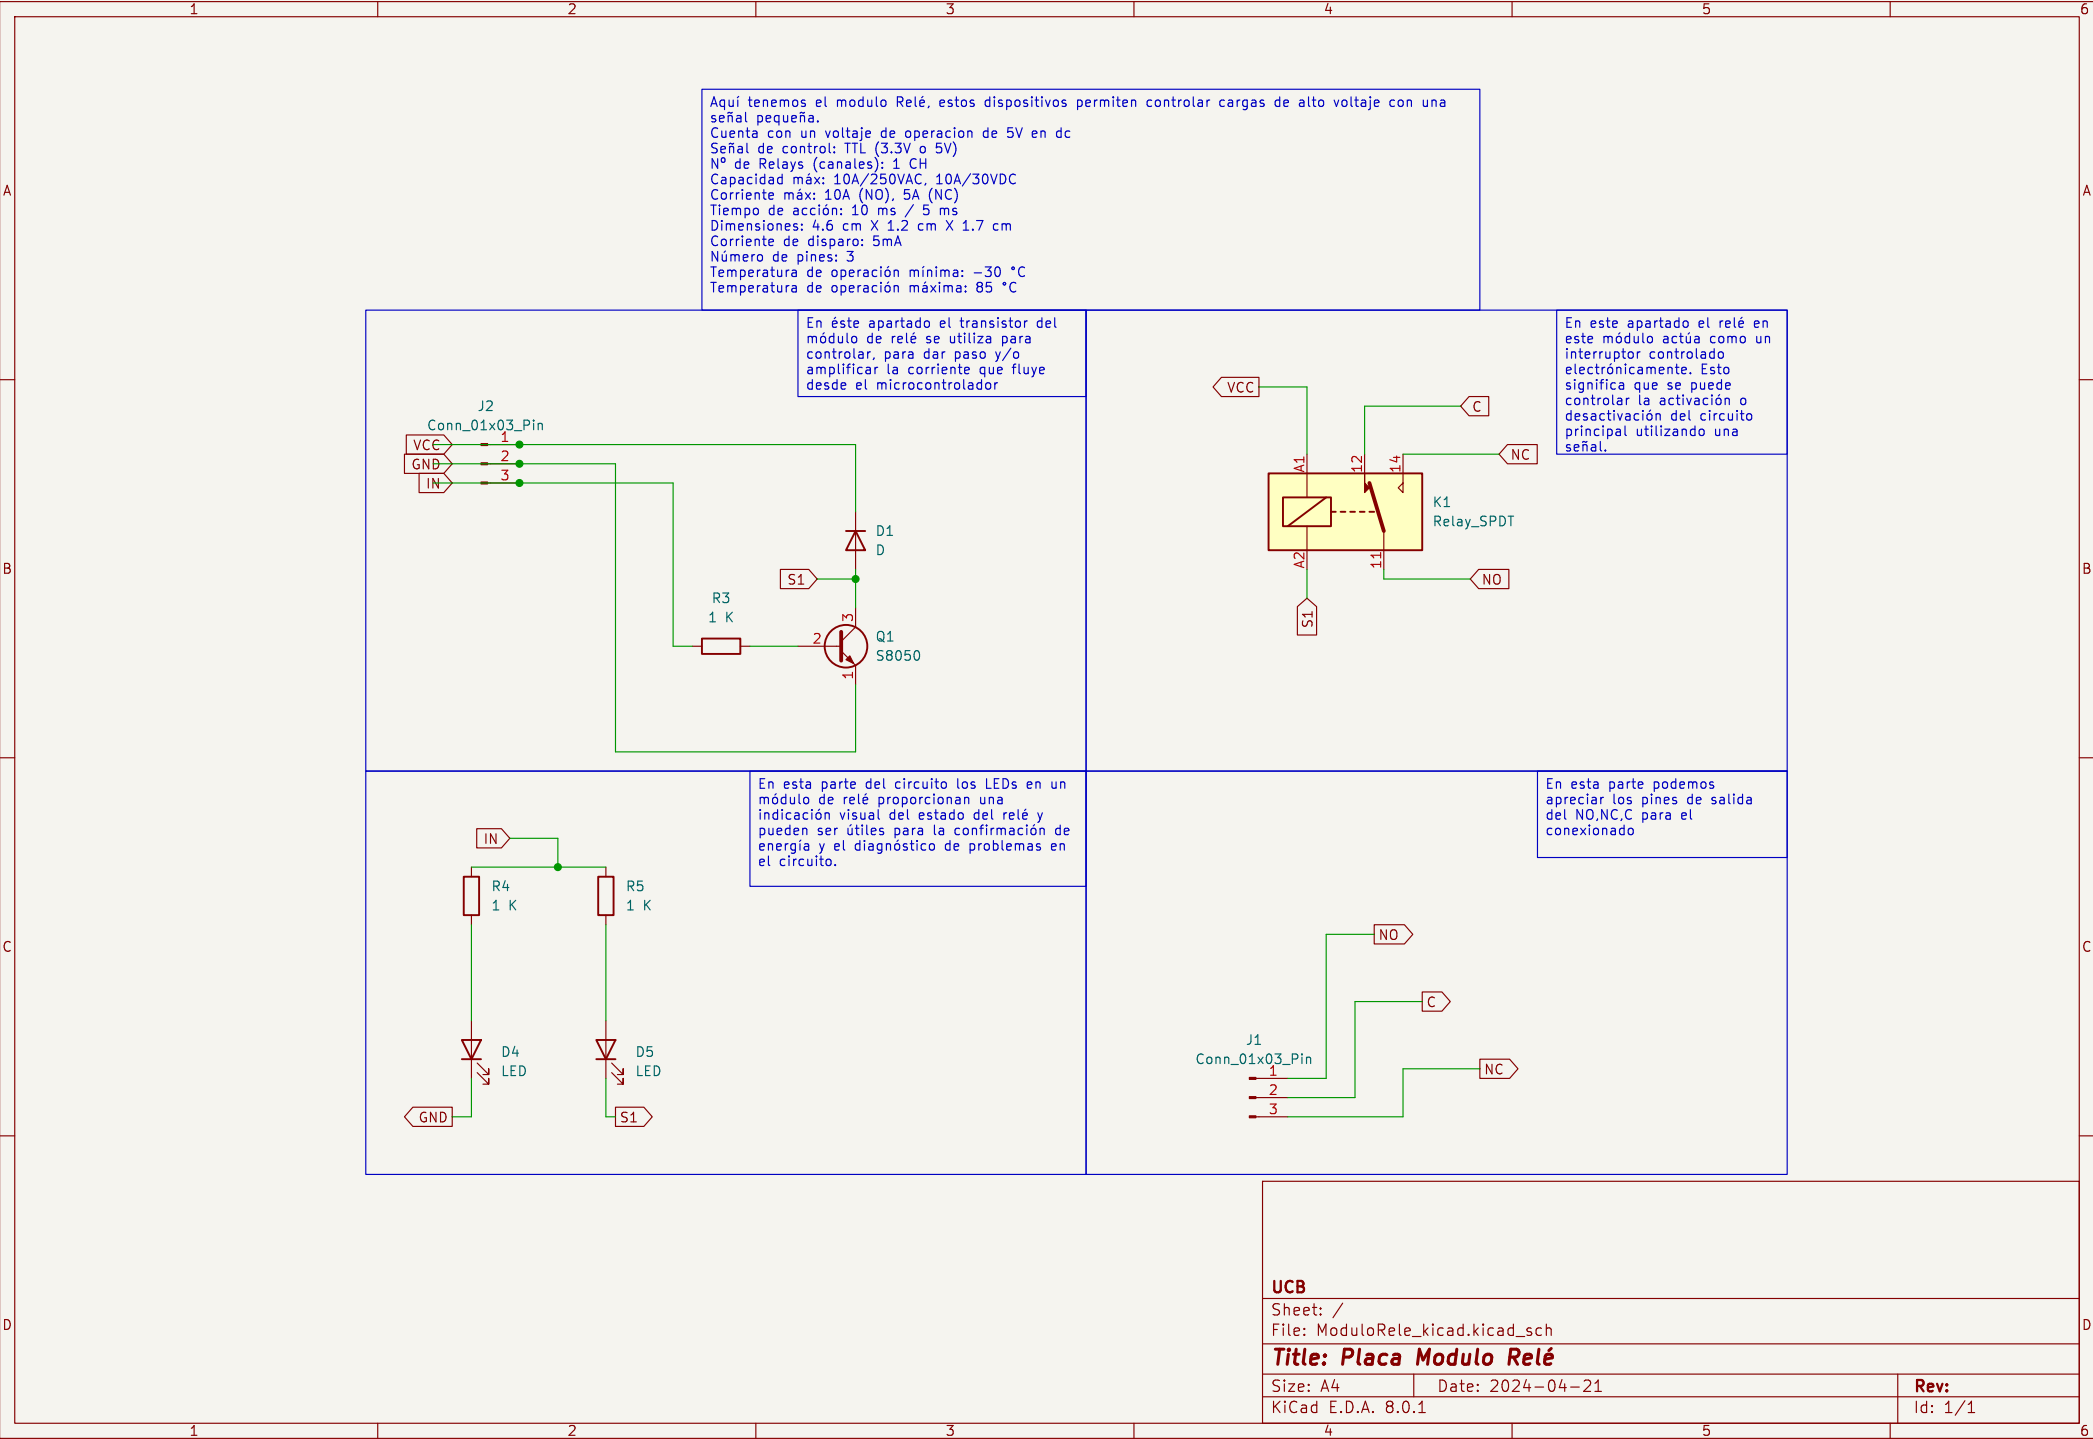 1 2 3 4 5 6
Aquí tenemos el modulo Relé, estos dispositivos permiten controlar cargas de alto voltaje con una
señal pequeña.
Cuenta con un voltaje de operacion de 5V en dc
Señal de control: TTL (3.3V o 5V)
Nº de Relays (canales): 1 CH
Capacidad máx: 10A/250VAC, 10A/30VDC
Corriente máx: 10A (NO), 5A (NC)
Tiempo de acción: 10 ms / 5 ms
Dimensiones: 4.6 cm X 1.2 cm X 1.7 cm
Corriente de disparo: 5mA
Número de pines: 3
Temperatura de operación mínima: -30 °C
Temperatura de operación máxima: 85 °C
A A
En éste apartado el transistor del
módulo de relé se utiliza para
controlar, para dar paso y/o
amplificar la corriente que fluye
desde el microcontrolador
J2
Conn_01x03_Pin
VCC 1
GND 2
IN 3
D1
D
S1
R3
1 K
3
2
1
Q1
S8050
En este apartado el relé en
este módulo actúa como un
interruptor controlado
electrónicamente. Esto
significa que se puede
controlar la activación o
desactivación del circuito
principal utilizando una
señal.
VCC
C
NC
A1 12 14
K1
Relay_SPDT
A2 11
NO
S1
B B
En esta parte del circuito los LEDs en un
módulo de relé proporcionan una
indicación visual del estado del relé y
pueden ser útiles para la confirmación de
energía y el diagnóstico de problemas en
el circuito.
IN
R4
1 K
R5
1 K
D4
LED
D5
LED
GND
S1
En esta parte podemos
apreciar los pines de salida
del NO,NC,C para el
conexionado
NO
C
J1
Conn_01x03_Pin
1
2
3
NC
C C
UCB
Sheet: /
File: ModuloRele_kicad.kicad_sch
Title: Placa Modulo Relé
Size: A4 Date: 2024-04-21 Rev:
KiCad E.D.A. 8.0.1 Id: 1/1
D D
1 2 3 4 5 6